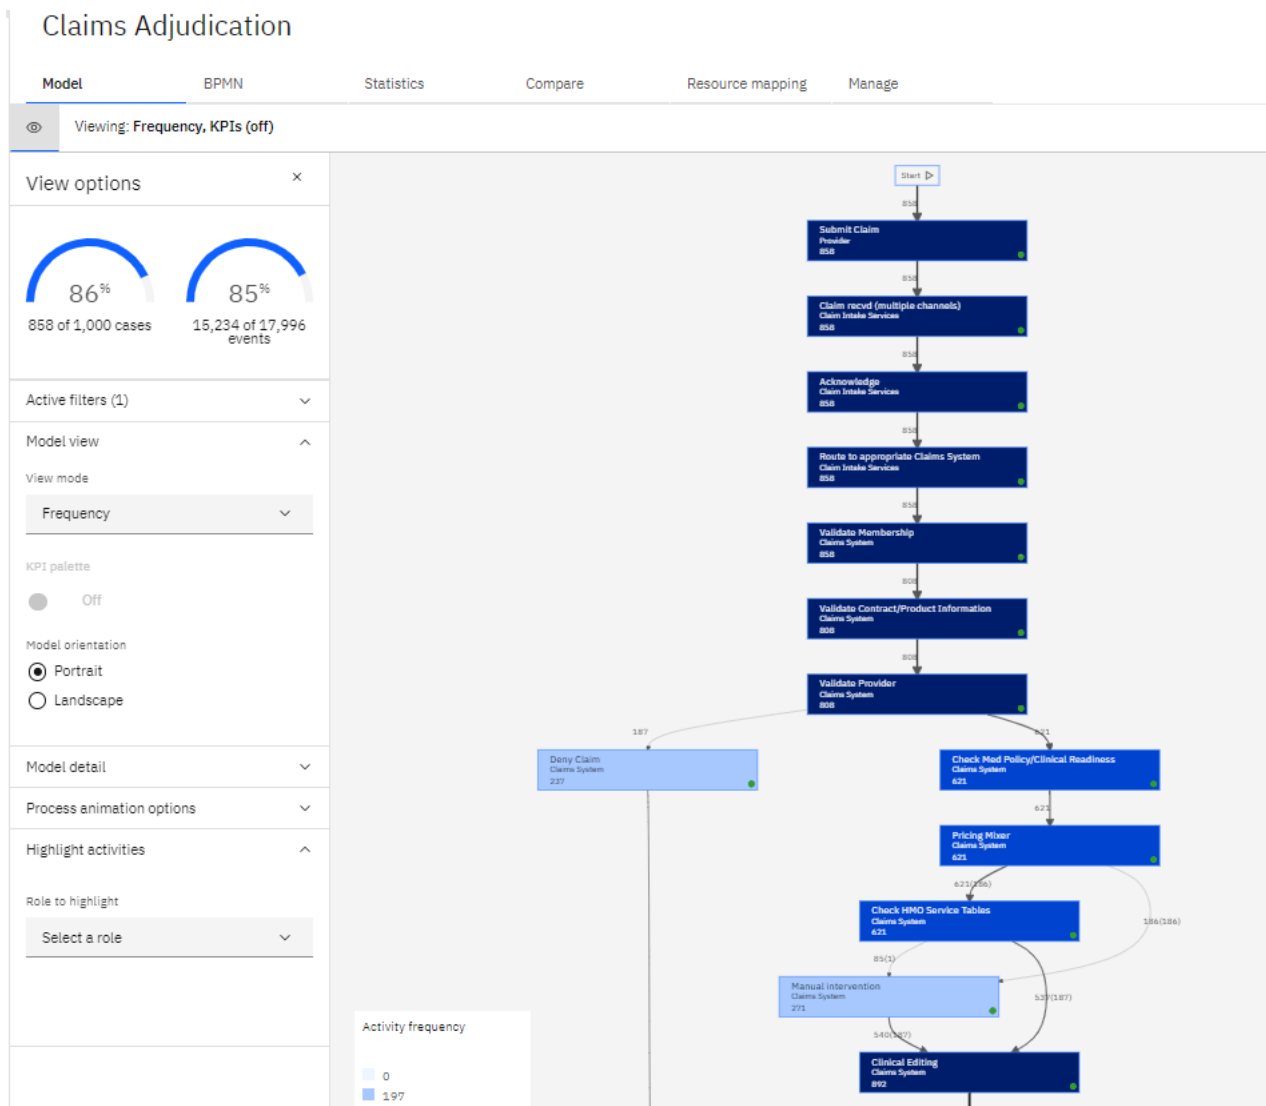 Claims Adjudication
Model BPMN Statistics Compare Resource mapping Manage
Viewing: Frequency, KPIs (off)
View options
86% 85%
858 of 1,000 cases 15,234 of 17,996
events
Active filters (1)
Model view
View mode
Frequency
KPI palette
Off
Model orientation
Portrait
Landscape
Model detail
Process animation options
Highlight activities
Role to highlight
Select a role
Start
858
Submit Claim
Provider
858
858
Claim recvd (multiple channels)
Claim Intake Services
858
858
Acknowledge
Claim Intake Services
858
858
Route to appropriate Claims System
Claim Intake Services
858
858
Validate Membership
Claims System
858
808
Validate Contract/Product Information
Claims System
808
808
Validate Provider
Claims System
808
187 621
Deny Claim
Claims System
237
Check Med Policy/Clinical Readiness
Claims System
621
621
Pricing Mixer
Claims System
621
621(186)
Check HMO Service Tables
Claims System
621
186(186)
85(1)
Manual intervention
Claims System
271
537(187)
540(187)
Clinical Editing
Claims System
892
Activity frequency
0
197